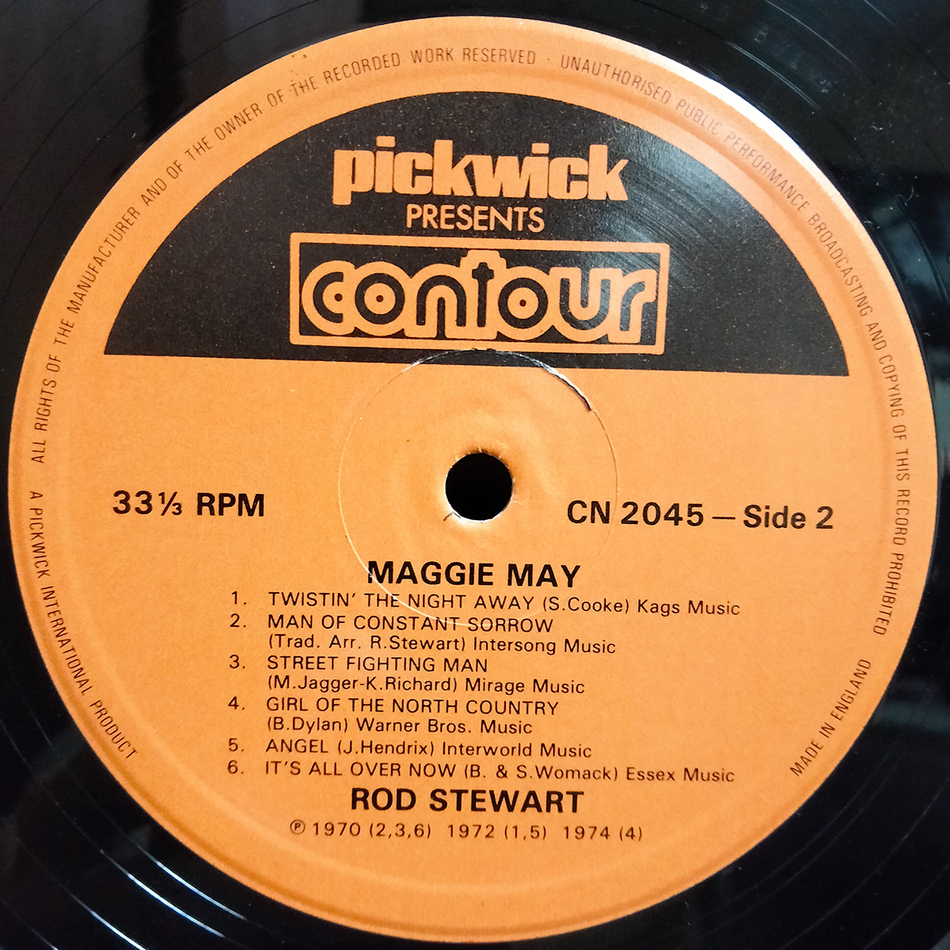 ALL RIGHTS OF THE MANUFACTURER AND OF THE OWNER OF THE RECORDED WORK RESERVED · UNAUTHORISED PUBLIC PERFORMANCE BROADCASTING AND COPYING OF THIS RECORD PROHIBITED
pickwick
PRESENTS
contour
33⅓ RPM
CN 2045 – Side 2
MAGGIE MAY
1. TWISTIN' THE NIGHT AWAY (S.Cooke) Kags Music
2. MAN OF CONSTANT SORROW
(Trad. Arr. R.Stewart) Intersong Music
3. STREET FIGHTING MAN
(M.Jagger-K.Richard) Mirage Music
4. GIRL OF THE NORTH COUNTRY
(B.Dylan) Warner Bros. Music
5. ANGEL (J.Hendrix) Interworld Music
6. IT'S ALL OVER NOW (B. & S.Womack) Essex Music
ROD STEWART
℗ 1970 (2,3,6) 1972 (1,5) 1974 (4)
A PICKWICK INTERNATIONAL PRODUCT
MADE IN ENGLAND